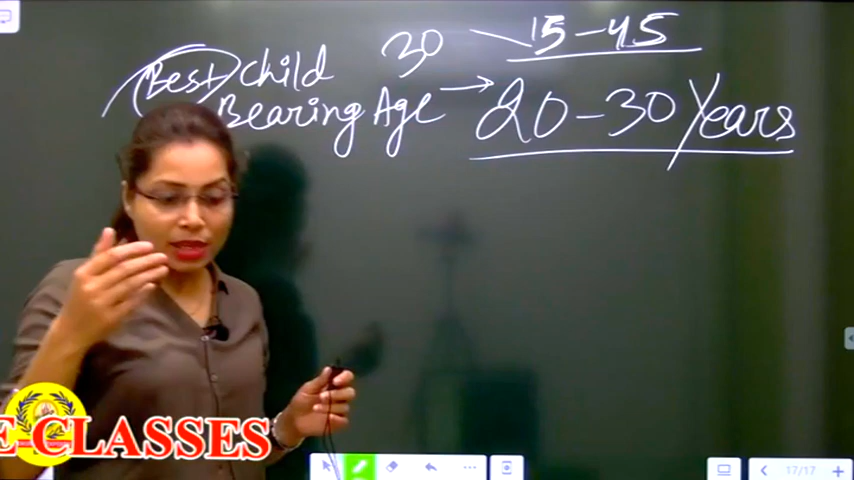 30 15-45
(Best) Child
Bearing Age → 20-30 Years
E CLASSES
17/17